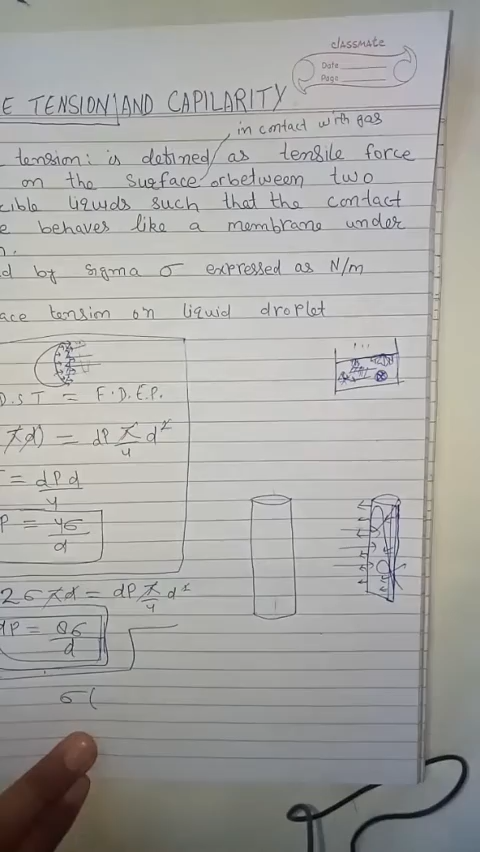 classmate
Date
Page
E TENSION AND CAPILARITY
in contact with gas
tension: is defined as tensile force
on the surface or between two
cible liquids such that the contact
e behaves like a membrane under
n.
d by sigma σ expressed as N/m
ace tension on liquid droplet
D.S T = F.D.E.P.
πd) = dP π/4 d²
= dPd/4
P = 4σ/d
2σπd = dP π/4 d²
dP = 8σ/d
σ(